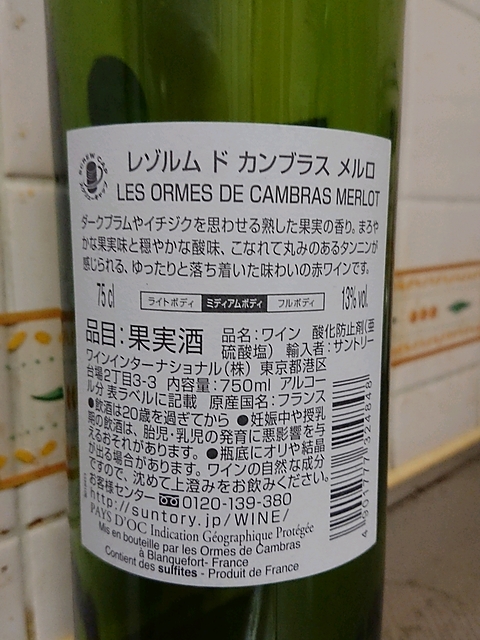 SCREW CAP
レゾルム ド カンブラス メルロ
LES ORMES DE CAMBRAS MERLOT
ダークプラムやイチジクを思わせる熟した果実の香り。まろや
かな果実味と穏やかな酸味、こなれて丸みのあるタンニンが
感じられる、ゆったりと落ち着いた味わいの赤ワインです。
75 cl ライトボディ ミディアムボディ フルボディ 13% vol.
品目:果実酒 品名:ワイン 酸化防止剤(亜
硫酸塩) 輸入者:サントリー
ワインインターナショナル(株) 東京都港区
台場2丁目3-3 内容量:750ml アルコー
ル分 表ラベルに記載 原産国名:フランス
●飲酒は20歳を過ぎてから ●妊娠中や授乳
期の飲酒は、胎児・乳児の発育に悪影響を与
えるおそれがあります。 ●瓶底にオリや結晶
が出る場合があります。ワインの自然な成分
ですので、沈めて上澄みをお飲みください。
お客様センター 0120-139-380
http://suntory.jp/WINE/
PAYS D'OC Indication Géographique Protégée
Mis en bouteille par les Ormes de Cambras
à Blanquefort- France
Contient des sulfites - Produit de France
4 901777 324848